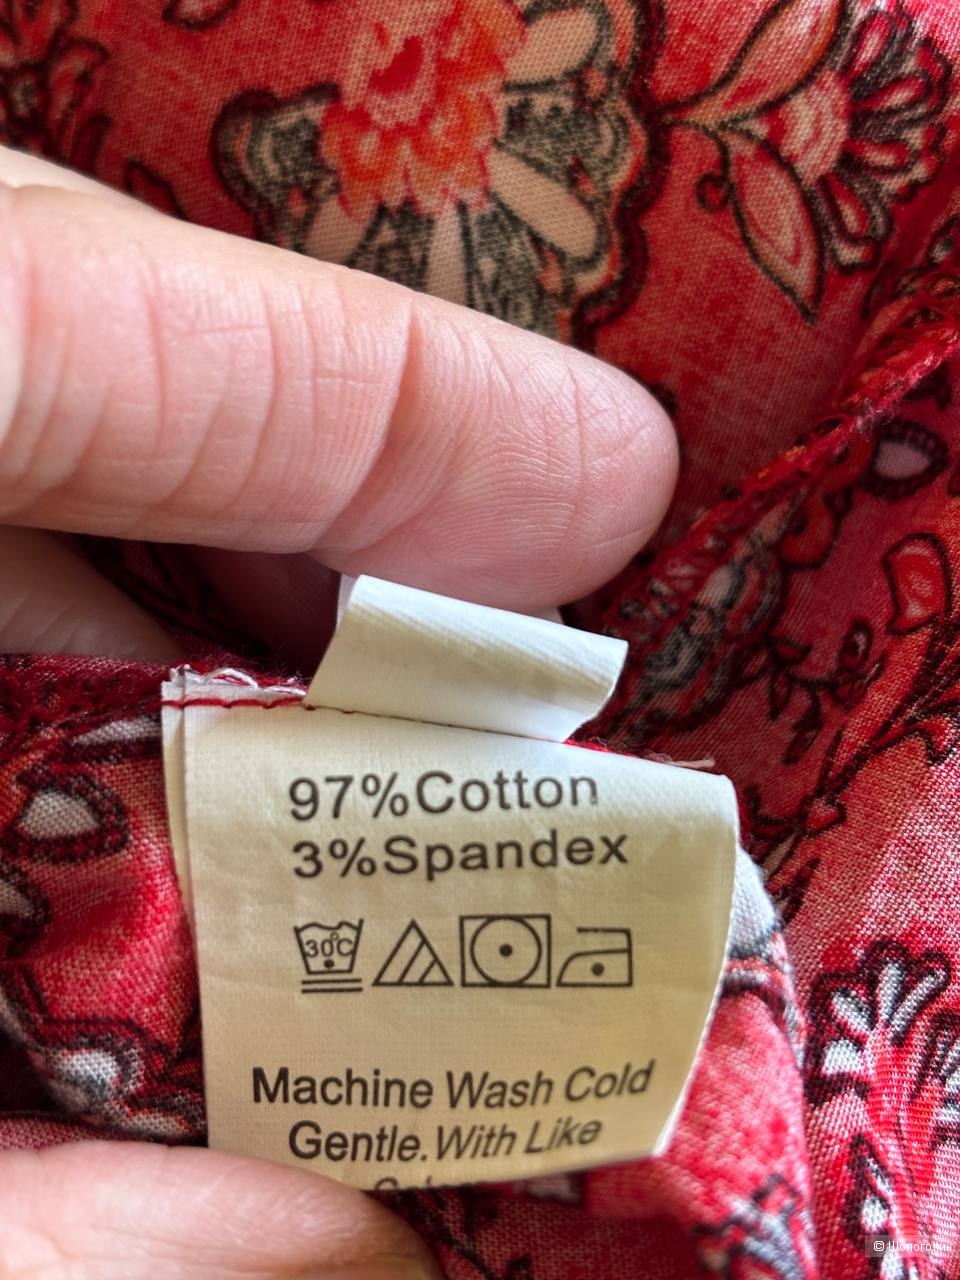 97%Cotton
3%Spandex
30°C
Machine Wash Cold
Gentle.With Like
© Шопоголик